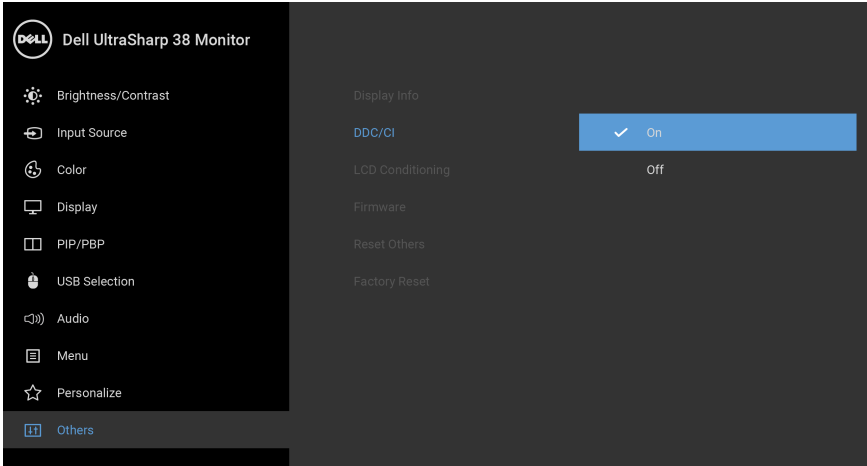 DELL Dell UltraSharp 38 Monitor
Brightness/Contrast Display Info
Input Source DDC/CI On
Color LCD Conditioning Off
Display Firmware
PIP/PBP Reset Others
USB Selection Factory Reset
Audio
Menu
Personalize
Others